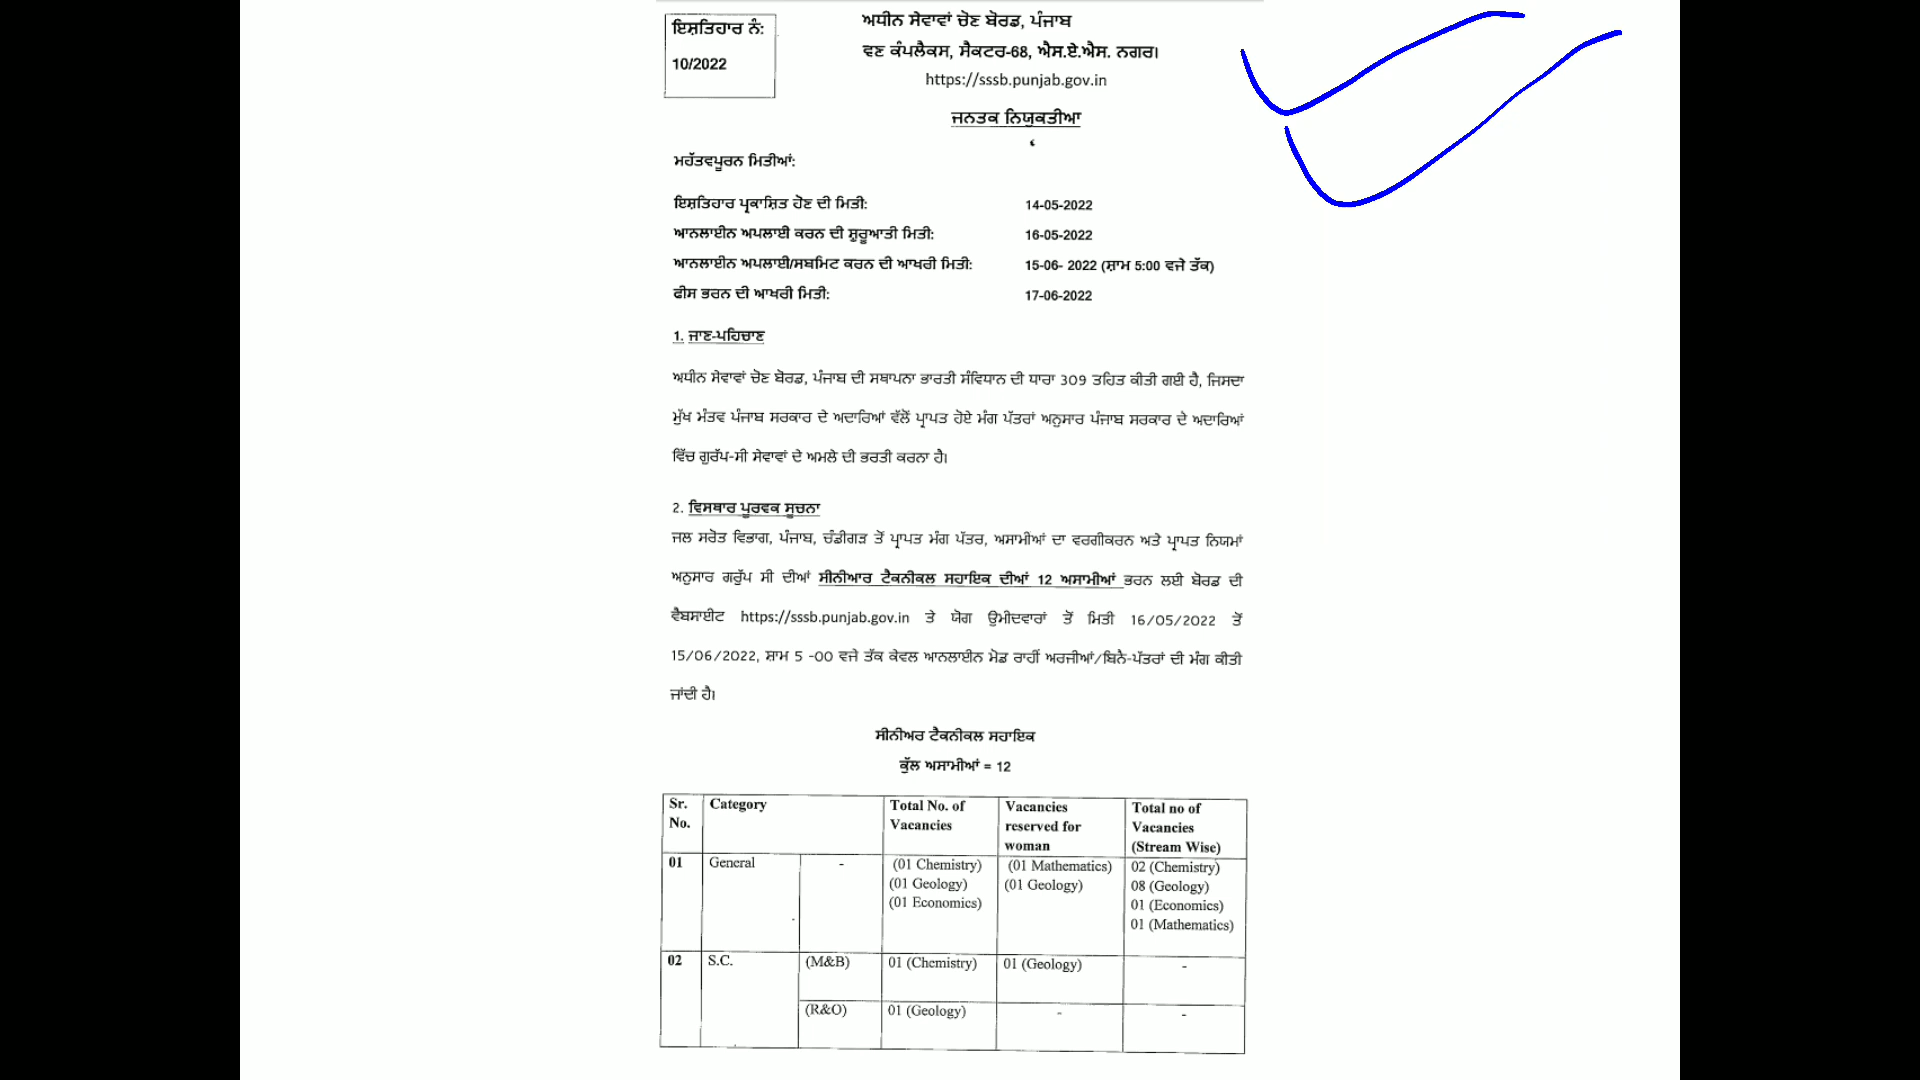 ਇਸ਼ਤਿਹਾਰ ਨੰ:
10/2022
ਅਧੀਨ ਸੇਵਾਵਾਂ ਚੋਣ ਬੋਰਡ, ਪੰਜਾਬ
ਵਣ ਕੰਪਲੈਕਸ, ਸੈਕਟਰ-68, ਐਸ.ਏ.ਐਸ. ਨਗਰ।
https://sssb.punjab.gov.in
ਜਨਤਕ ਨਿਯੁਕਤੀਆ
ਮਹੱਤਵਪੂਰਨ ਮਿਤੀਆਂ:
ਇਸ਼ਤਿਹਾਰ ਪ੍ਰਕਾਸ਼ਿਤ ਹੋਣ ਦੀ ਮਿਤੀ: 14-05-2022
ਆਨਲਾਈਨ ਅਪਲਾਈ ਕਰਨ ਦੀ ਸ਼ੁਰੂਆਤੀ ਮਿਤੀ: 16-05-2022
ਆਨਲਾਈਨ ਅਪਲਾਈ/ਸਬਮਿਟ ਕਰਨ ਦੀ ਆਖਰੀ ਮਿਤੀ: 15-06- 2022 (ਸ਼ਾਮ 5:00 ਵਜੇ ਤੱਕ)
ਫੀਸ ਭਰਨ ਦੀ ਆਖਰੀ ਮਿਤੀ: 17-06-2022
1. ਜਾਣ-ਪਹਿਚਾਣ
ਅਧੀਨ ਸੇਵਾਵਾਂ ਚੋਣ ਬੋਰਡ, ਪੰਜਾਬ ਦੀ ਸਥਾਪਨਾ ਭਾਰਤੀ ਸੰਵਿਧਾਨ ਦੀ ਧਾਰਾ 309 ਤਹਿਤ ਕੀਤੀ ਗਈ ਹੈ, ਜਿਸਦਾ
ਮੁੱਖ ਮੰਤਵ ਪੰਜਾਬ ਸਰਕਾਰ ਦੇ ਅਦਾਰਿਆਂ ਵੱਲੋਂ ਪ੍ਰਾਪਤ ਹੋਏ ਮੰਗ ਪੱਤਰਾਂ ਅਨੁਸਾਰ ਪੰਜਾਬ ਸਰਕਾਰ ਦੇ ਅਦਾਰਿਆਂ
ਵਿੱਚ ਗੁਰੱਪ-ਸੀ ਸੇਵਾਵਾਂ ਦੇ ਅਮਲੇ ਦੀ ਭਰਤੀ ਕਰਨਾ ਹੈ।
2. ਵਿਸਥਾਰ ਪੂਰਵਕ ਸੂਚਨਾ
ਜਲ ਸਰੋਤ ਵਿਭਾਗ, ਪੰਜਾਬ, ਚੰਡੀਗੜ ਤੋਂ ਪ੍ਰਾਪਤ ਮੰਗ ਪੱਤਰ, ਅਸਾਮੀਆਂ ਦਾ ਵਰਗੀਕਰਨ ਅਤੇ ਪ੍ਰਾਪਤ ਨਿਯਮਾਂ
ਅਨੁਸਾਰ ਗਰੁੱਪ ਸੀ ਦੀਆਂ ਸੀਨੀਆਰ ਟੈਕਨੀਕਲ ਸਹਾਇਕ ਦੀਆਂ 12 ਅਸਾਮੀਆਂ ਭਰਨ ਲਈ ਬੋਰਡ ਦੀ
ਵੈਬਸਾਈਟ https://sssb.punjab.gov.in ਤੇ ਯੋਗ ਉਮੀਦਵਾਰਾਂ ਤੋਂ ਮਿਤੀ 16/05/2022 ਤੋਂ
15/06/2022, ਸ਼ਾਮ 5 -00 ਵਜੇ ਤੱਕ ਕੇਵਲ ਆਨਲਾਈਨ ਮੋਡ ਰਾਹੀਂ ਅਰਜੀਆਂ/ਬਿਨੈ-ਪੱਤਰਾਂ ਦੀ ਮੰਗ ਕੀਤੀ
ਜਾਂਦੀ ਹੈ।
ਸੀਨੀਅਰ ਟੈਕਨੀਕਲ ਸਹਾਇਕ
ਕੁੱਲ ਅਸਾਮੀਆਂ = 12
Sr. No. Category Total No. of Vacancies Vacancies reserved for woman Total no of Vacancies (Stream Wise)
01 General - (01 Chemistry) (01 Mathematics) 02 (Chemistry)
(01 Geology) (01 Geology) 08 (Geology)
(01 Economics) 01 (Economics)
01 (Mathematics)
02 S.C. (M&B) 01 (Chemistry) 01 (Geology) -
(R&O) 01 (Geology) - -